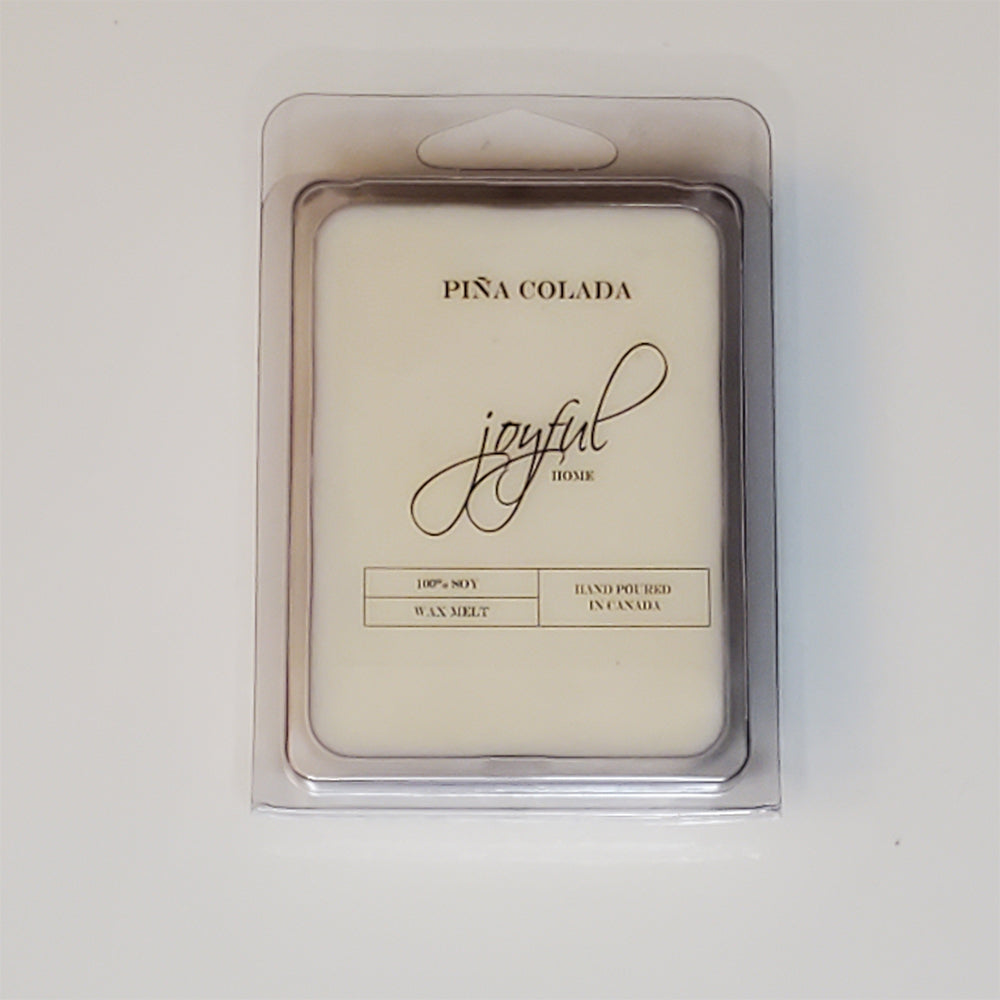 PIÑA COLADA
joyful
HOME
100% SOY
WAX MELT
HAND POURED
IN CANADA